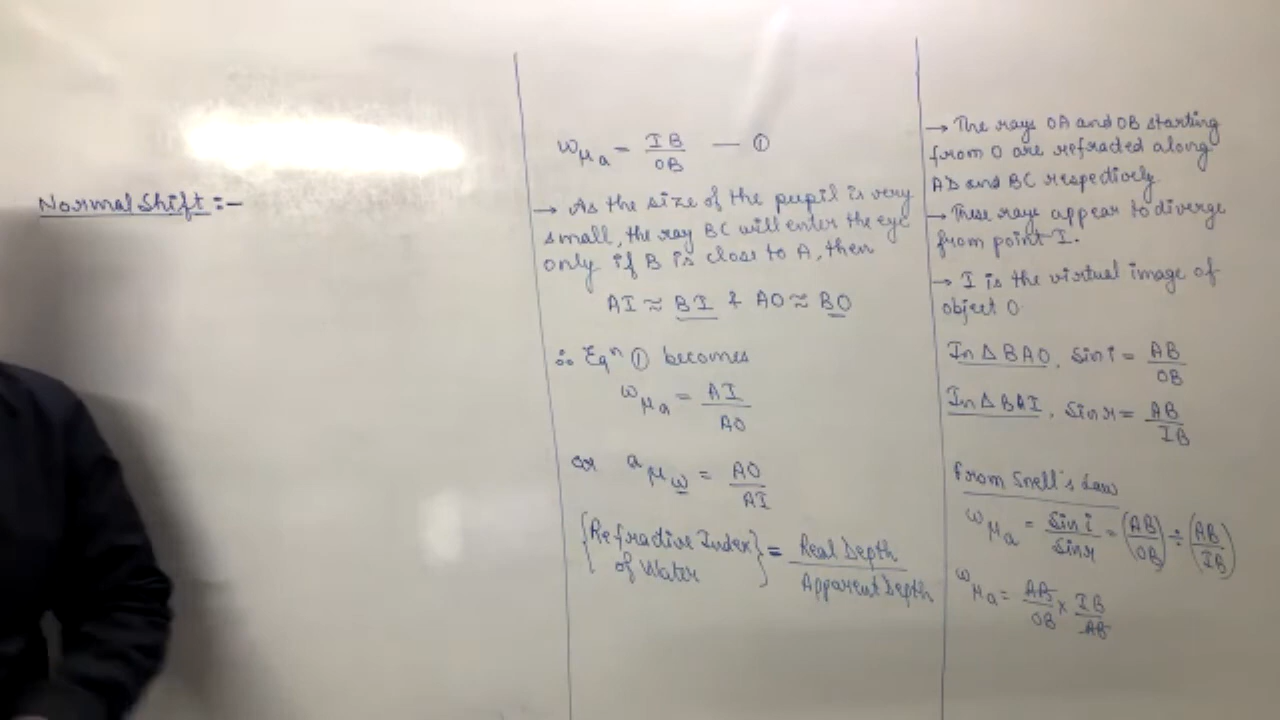 Normal Shift :-
ωμa = IB/OB — ①
→ As the size of the pupil is very
small, the ray BC will enter the eye
only if B is close to A, then
AI ≈ BI & AO ≈ BO
∴ Eqⁿ ① becomes
ωμa = AI/AO
or aμω = AO/AI
{Refractive Index of Water} = Real Depth/Apparent Depth
→ The rays OA and OB starting
from O are refracted along
AD and BC respectively
→ These rays appear to diverge
from point I.
→ I is the virtual image of
object O
In Δ BAO, Sin i = AB/OB
In Δ BAI, Sin r = AB/IB
From Snell's Law
ωμa = Sin i/Sin r = (AB/OB) ÷ (AB/IB)
ωμa = AB/OB × IB/AB